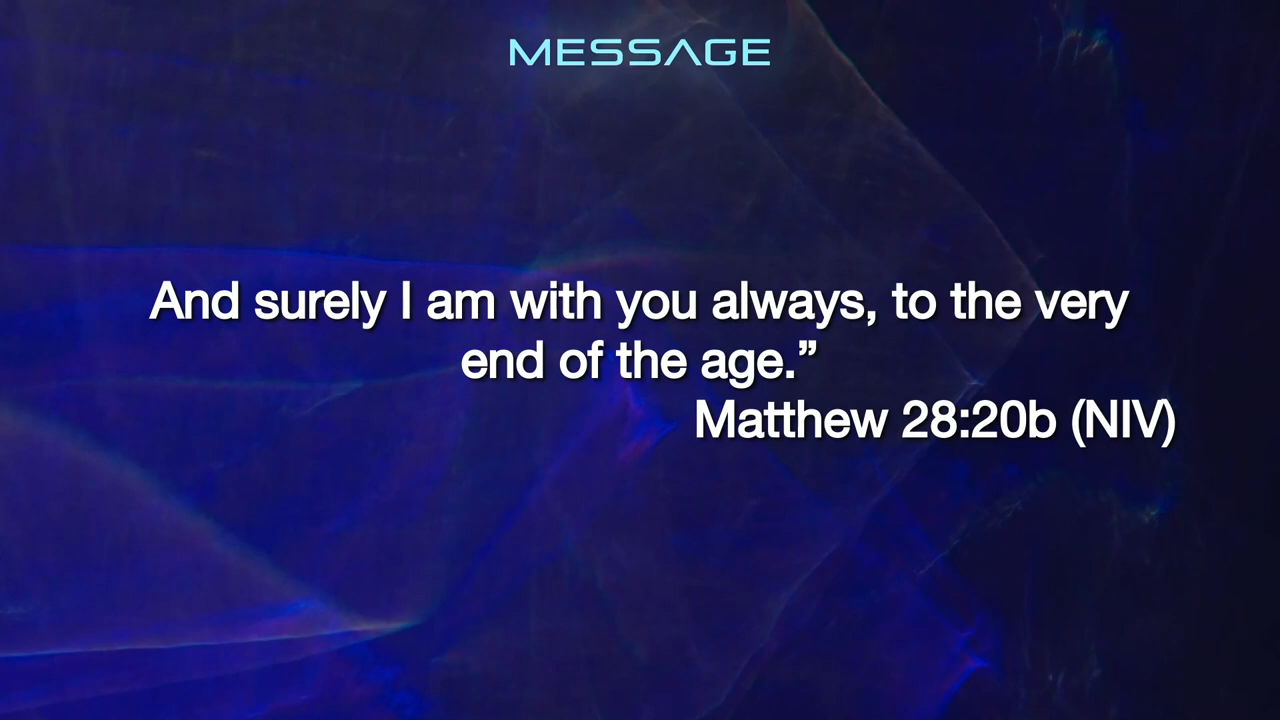 MESSAGE
And surely I am with you always, to the very
end of the age.”
Matthew 28:20b (NIV)